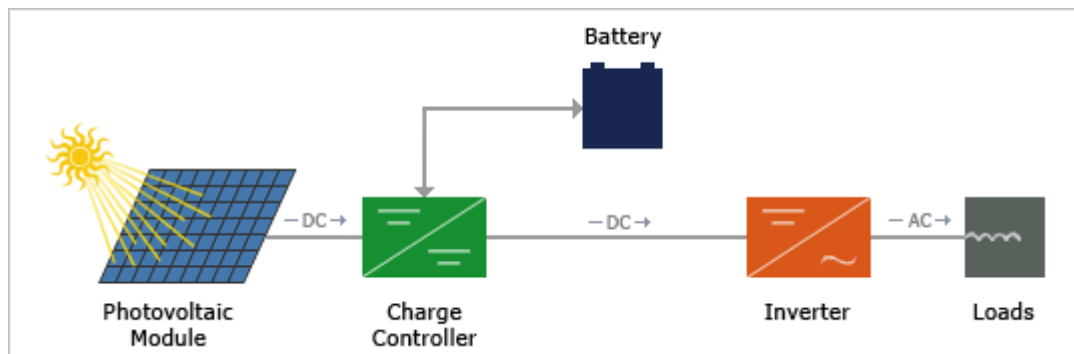 Battery
DC
DC
AC
Photovoltaic
Module
Charge
Controller
Inverter
Loads